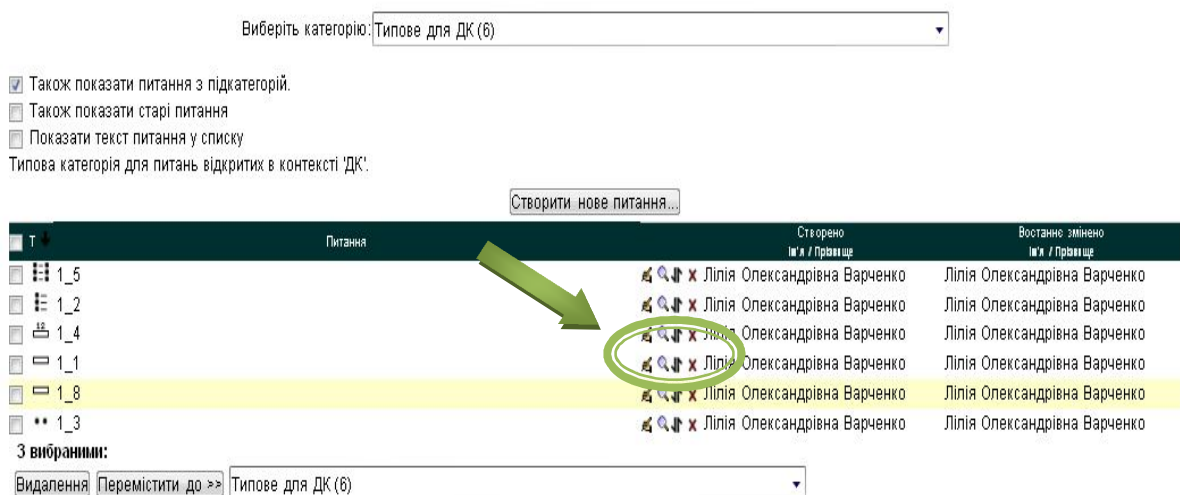 Виберіть категорію: Типове для ДК (6)
Також показати питання з підкатегорій.
Також показати старі питання
Показати текст питання у списку
Типова категорія для питань відкритих в контексті 'ДК'.
Створити нове питання...
Т Питання Створено Востаннє змінено
Ім'я / Прізвище Ім'я / Прізвище
1_5 Лілія Олександрівна Варченко Лілія Олександрівна Варченко
1_2 Лілія Олександрівна Варченко Лілія Олександрівна Варченко
12 1_4 Лілія Олександрівна Варченко Лілія Олександрівна Варченко
1_1 Лілія Олександрівна Варченко Лілія Олександрівна Варченко
1_8 Лілія Олександрівна Варченко Лілія Олександрівна Варченко
1_3 Лілія Олександрівна Варченко Лілія Олександрівна Варченко
З вибраними:
Видалення Перемістити до >> Типове для ДК (6)